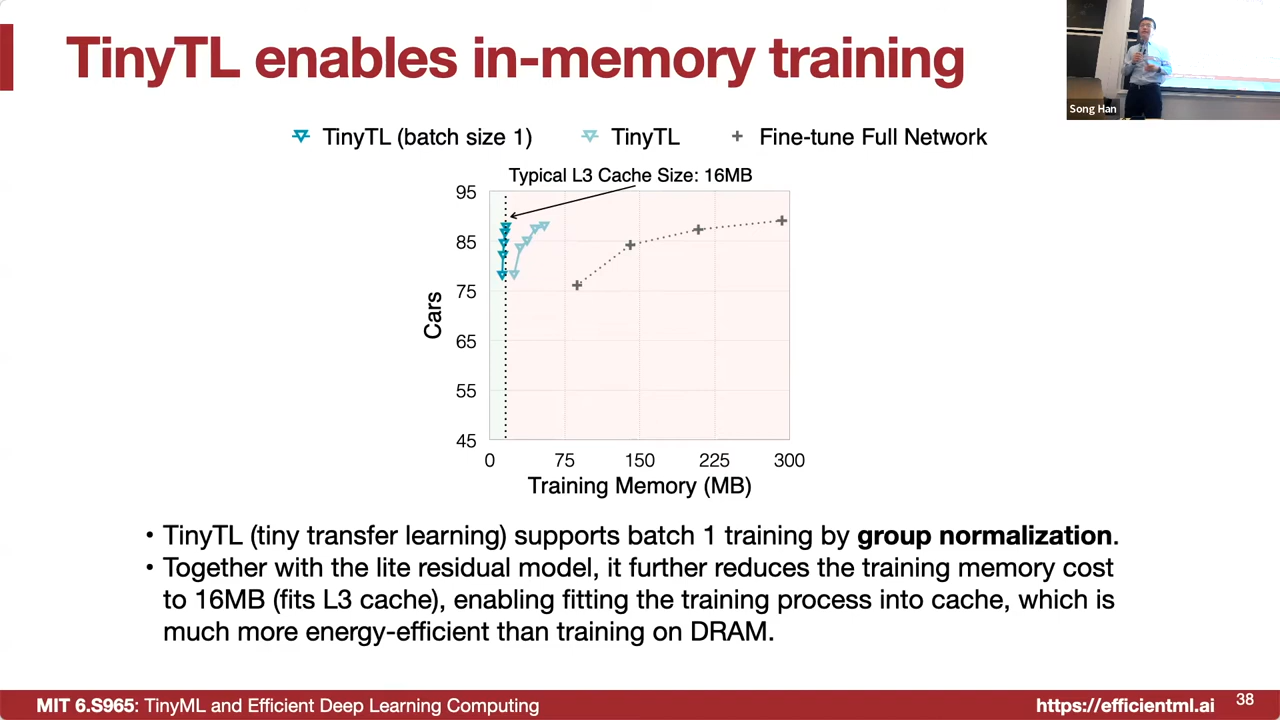 TinyTL enables in-memory training
Song Han
TinyTL (batch size 1)
TinyTL
Fine-tune Full Network
Typical L3 Cache Size: 16MB
95
85
75
65
55
45
Cars
0 75 150 225 300
Training Memory (MB)
• TinyTL (tiny transfer learning) supports batch 1 training by group normalization.
• Together with the lite residual model, it further reduces the training memory cost
to 16MB (fits L3 cache), enabling fitting the training process into cache, which is
much more energy-efficient than training on DRAM.
MIT 6.S965: TinyML and Efficient Deep Learning Computing
https://efficientml.ai
38